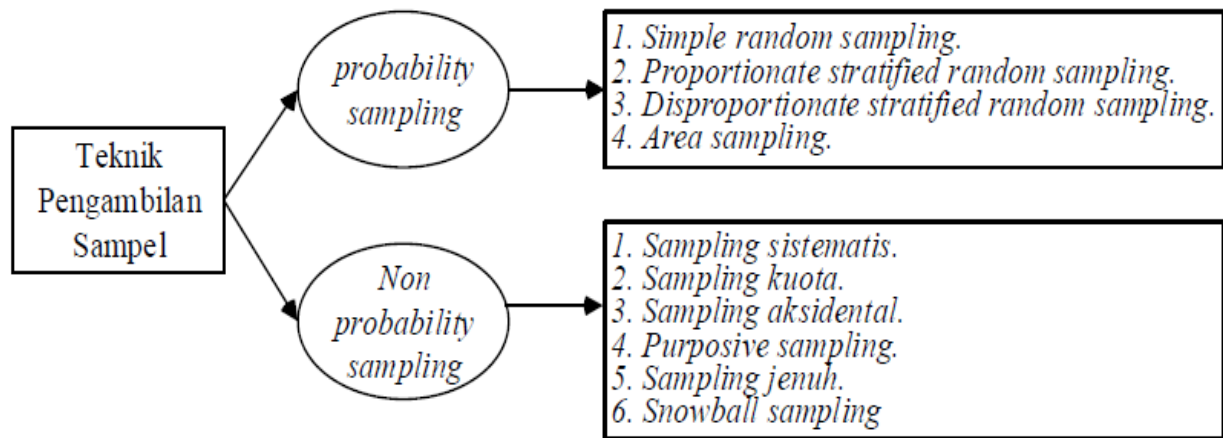 Teknik
Pengambilan
Sampel
probability
sampling
1. Simple random sampling.
2. Proportionate stratified random sampling.
3. Disproportionate stratified random sampling.
4. Area sampling.
Non
probability
sampling
1. Sampling sistematis.
2. Sampling kuota.
3. Sampling aksidental.
4. Purposive sampling.
5. Sampling jenuh.
6. Snowball sampling